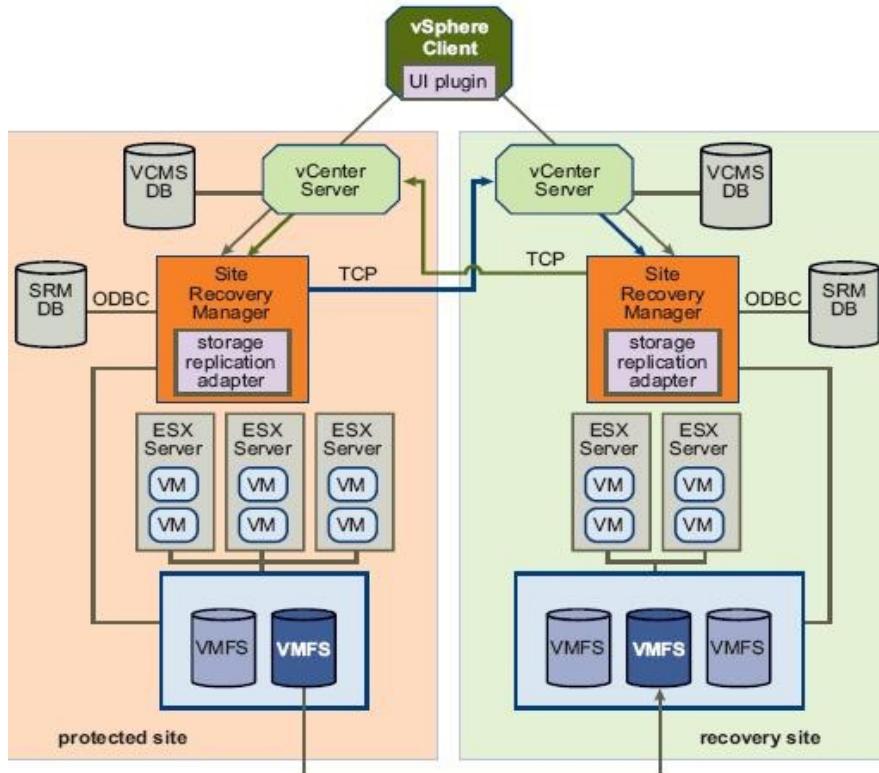 vSphere
Client
UI plugin
VCMS
DB
vCenter
Server
vCenter
Server
VCMS
DB
SRM
DB
ODBC
Site
Recovery
Manager
storage
replication
adapter
TCP
TCP
Site
Recovery
Manager
storage
replication
adapter
ODBC
SRM
DB
ESX
Server
VM
VM
ESX
Server
VM
VM
ESX
Server
VM
VM
ESX
Server
VM
VM
ESX
Server
VM
VM
VMFS
VMFS
VMFS
VMFS
VMFS
protected site
recovery site